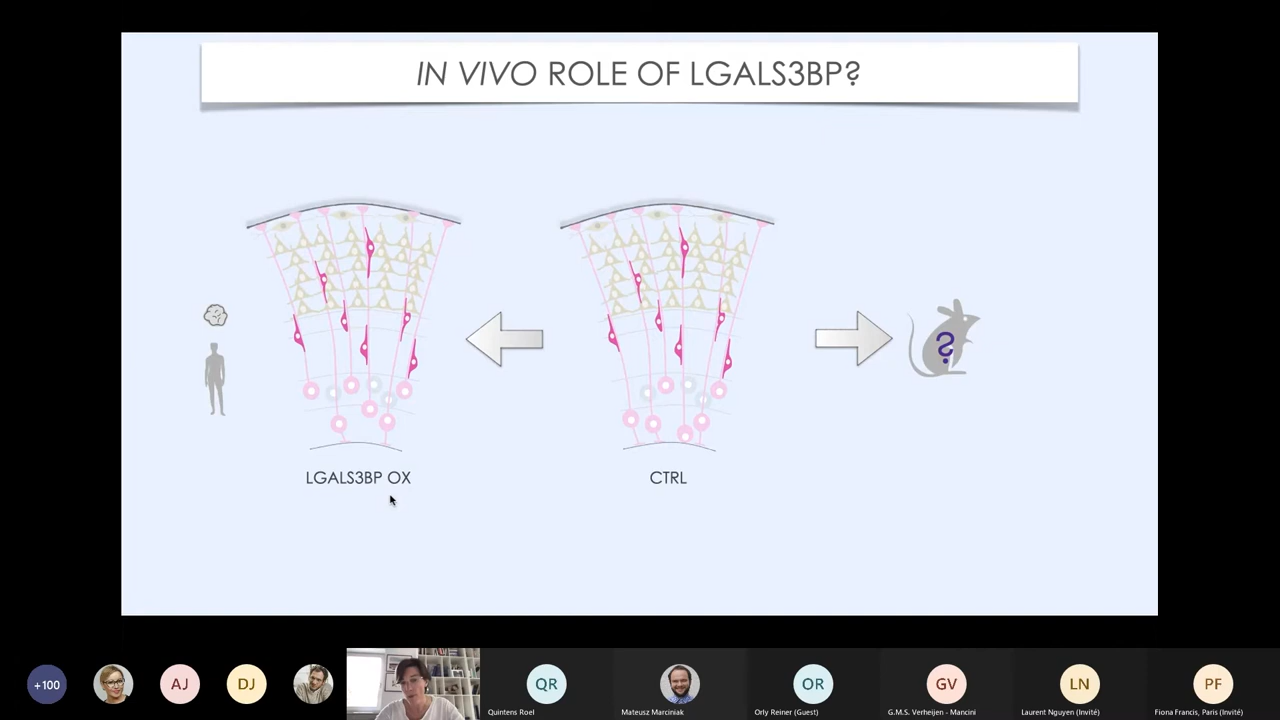 IN VIVO ROLE OF LGALS3BP?
?
LGALS3BP OX
CTRL
+100
AJ
DJ
QR
OR
GV
LN
PF
Quintens Roel
Mateusz Marciniak
Orly Reiner (Guest)
G.M.S. Verheijen - Mancini
Laurent Nguyen (Invité)
Fiona Francis, Paris (Invité)